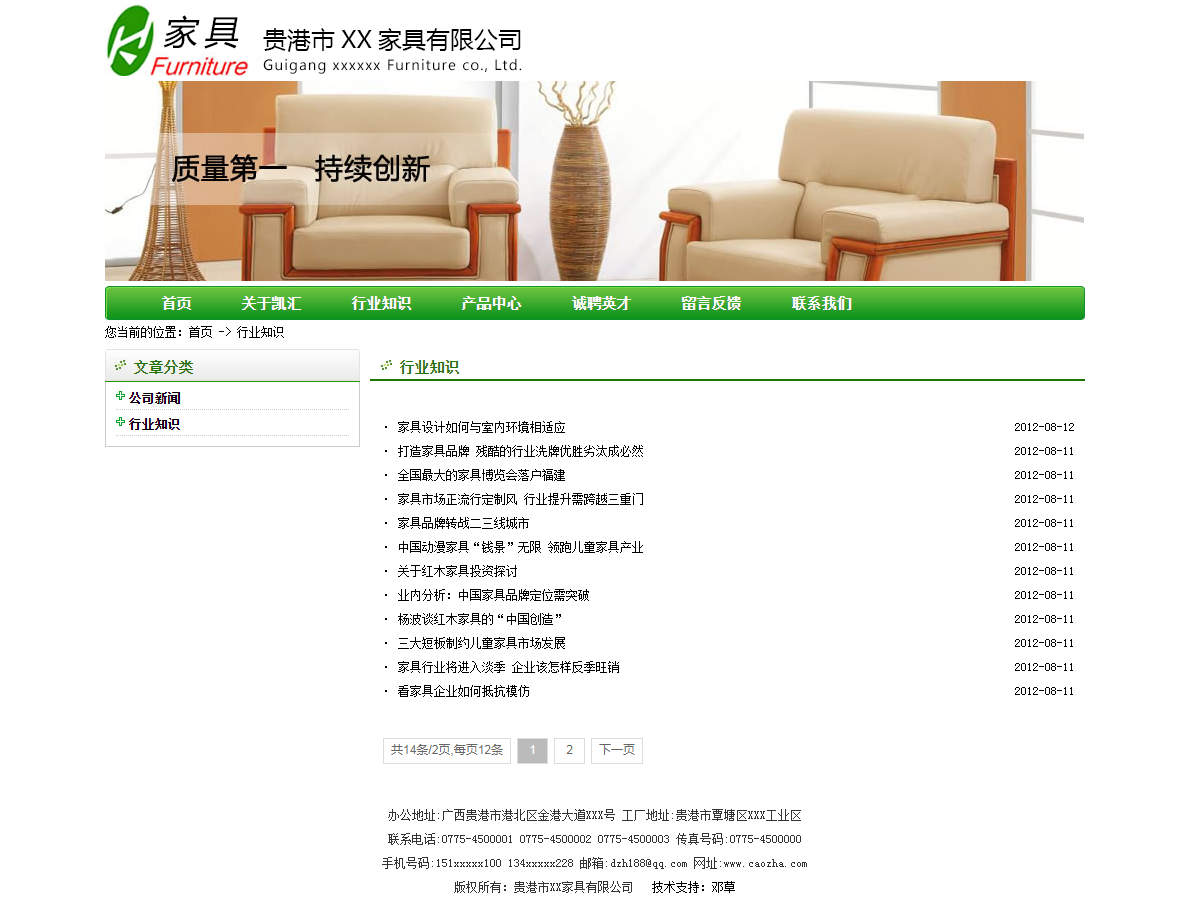 家具
Furniture
贵港市 XX 家具有限公司
Guigang xxxxxx Furniture co., Ltd.
质量第一 持续创新
首页 关于凯汇 行业知识 产品中心 诚聘英才 留言反馈 联系我们
您当前的位置：首页 -> 行业知识
文章分类
公司新闻
行业知识
行业知识
· 家具设计如何与室内环境相适应 2012-08-12
· 打造家具品牌 残酷的行业洗牌优胜劣汰成必然 2012-08-11
· 全国最大的家具博览会落户福建 2012-08-11
· 家具市场正流行定制风 行业提升需跨越三重门 2012-08-11
· 家具品牌转战二三线城市 2012-08-11
· 中国动漫家具“钱景”无限 领跑儿童家具产业 2012-08-11
· 关于红木家具投资探讨 2012-08-11
· 业内分析：中国家具品牌定位需突破 2012-08-11
· 杨波谈红木家具的“中国创造” 2012-08-11
· 三大短板制约儿童家具市场发展 2012-08-11
· 家具行业将进入淡季 企业该怎样反季旺销 2012-08-11
· 看家具企业如何抵抗模仿 2012-08-11
共14条/2页,每页12条 1 2 下一页
办公地址:广西贵港市港北区金港大道XXX号 工厂地址:贵港市覃塘区XXX工业区
联系电话:0775-4500001 0775-4500002 0775-4500003 传真号码:0775-4500000
手机号码:151xxxxx100 134xxxxx228 邮箱:dzh188@qq.com 网址:www.caozha.com
版权所有：贵港市XX家具有限公司 技术支持：邓草